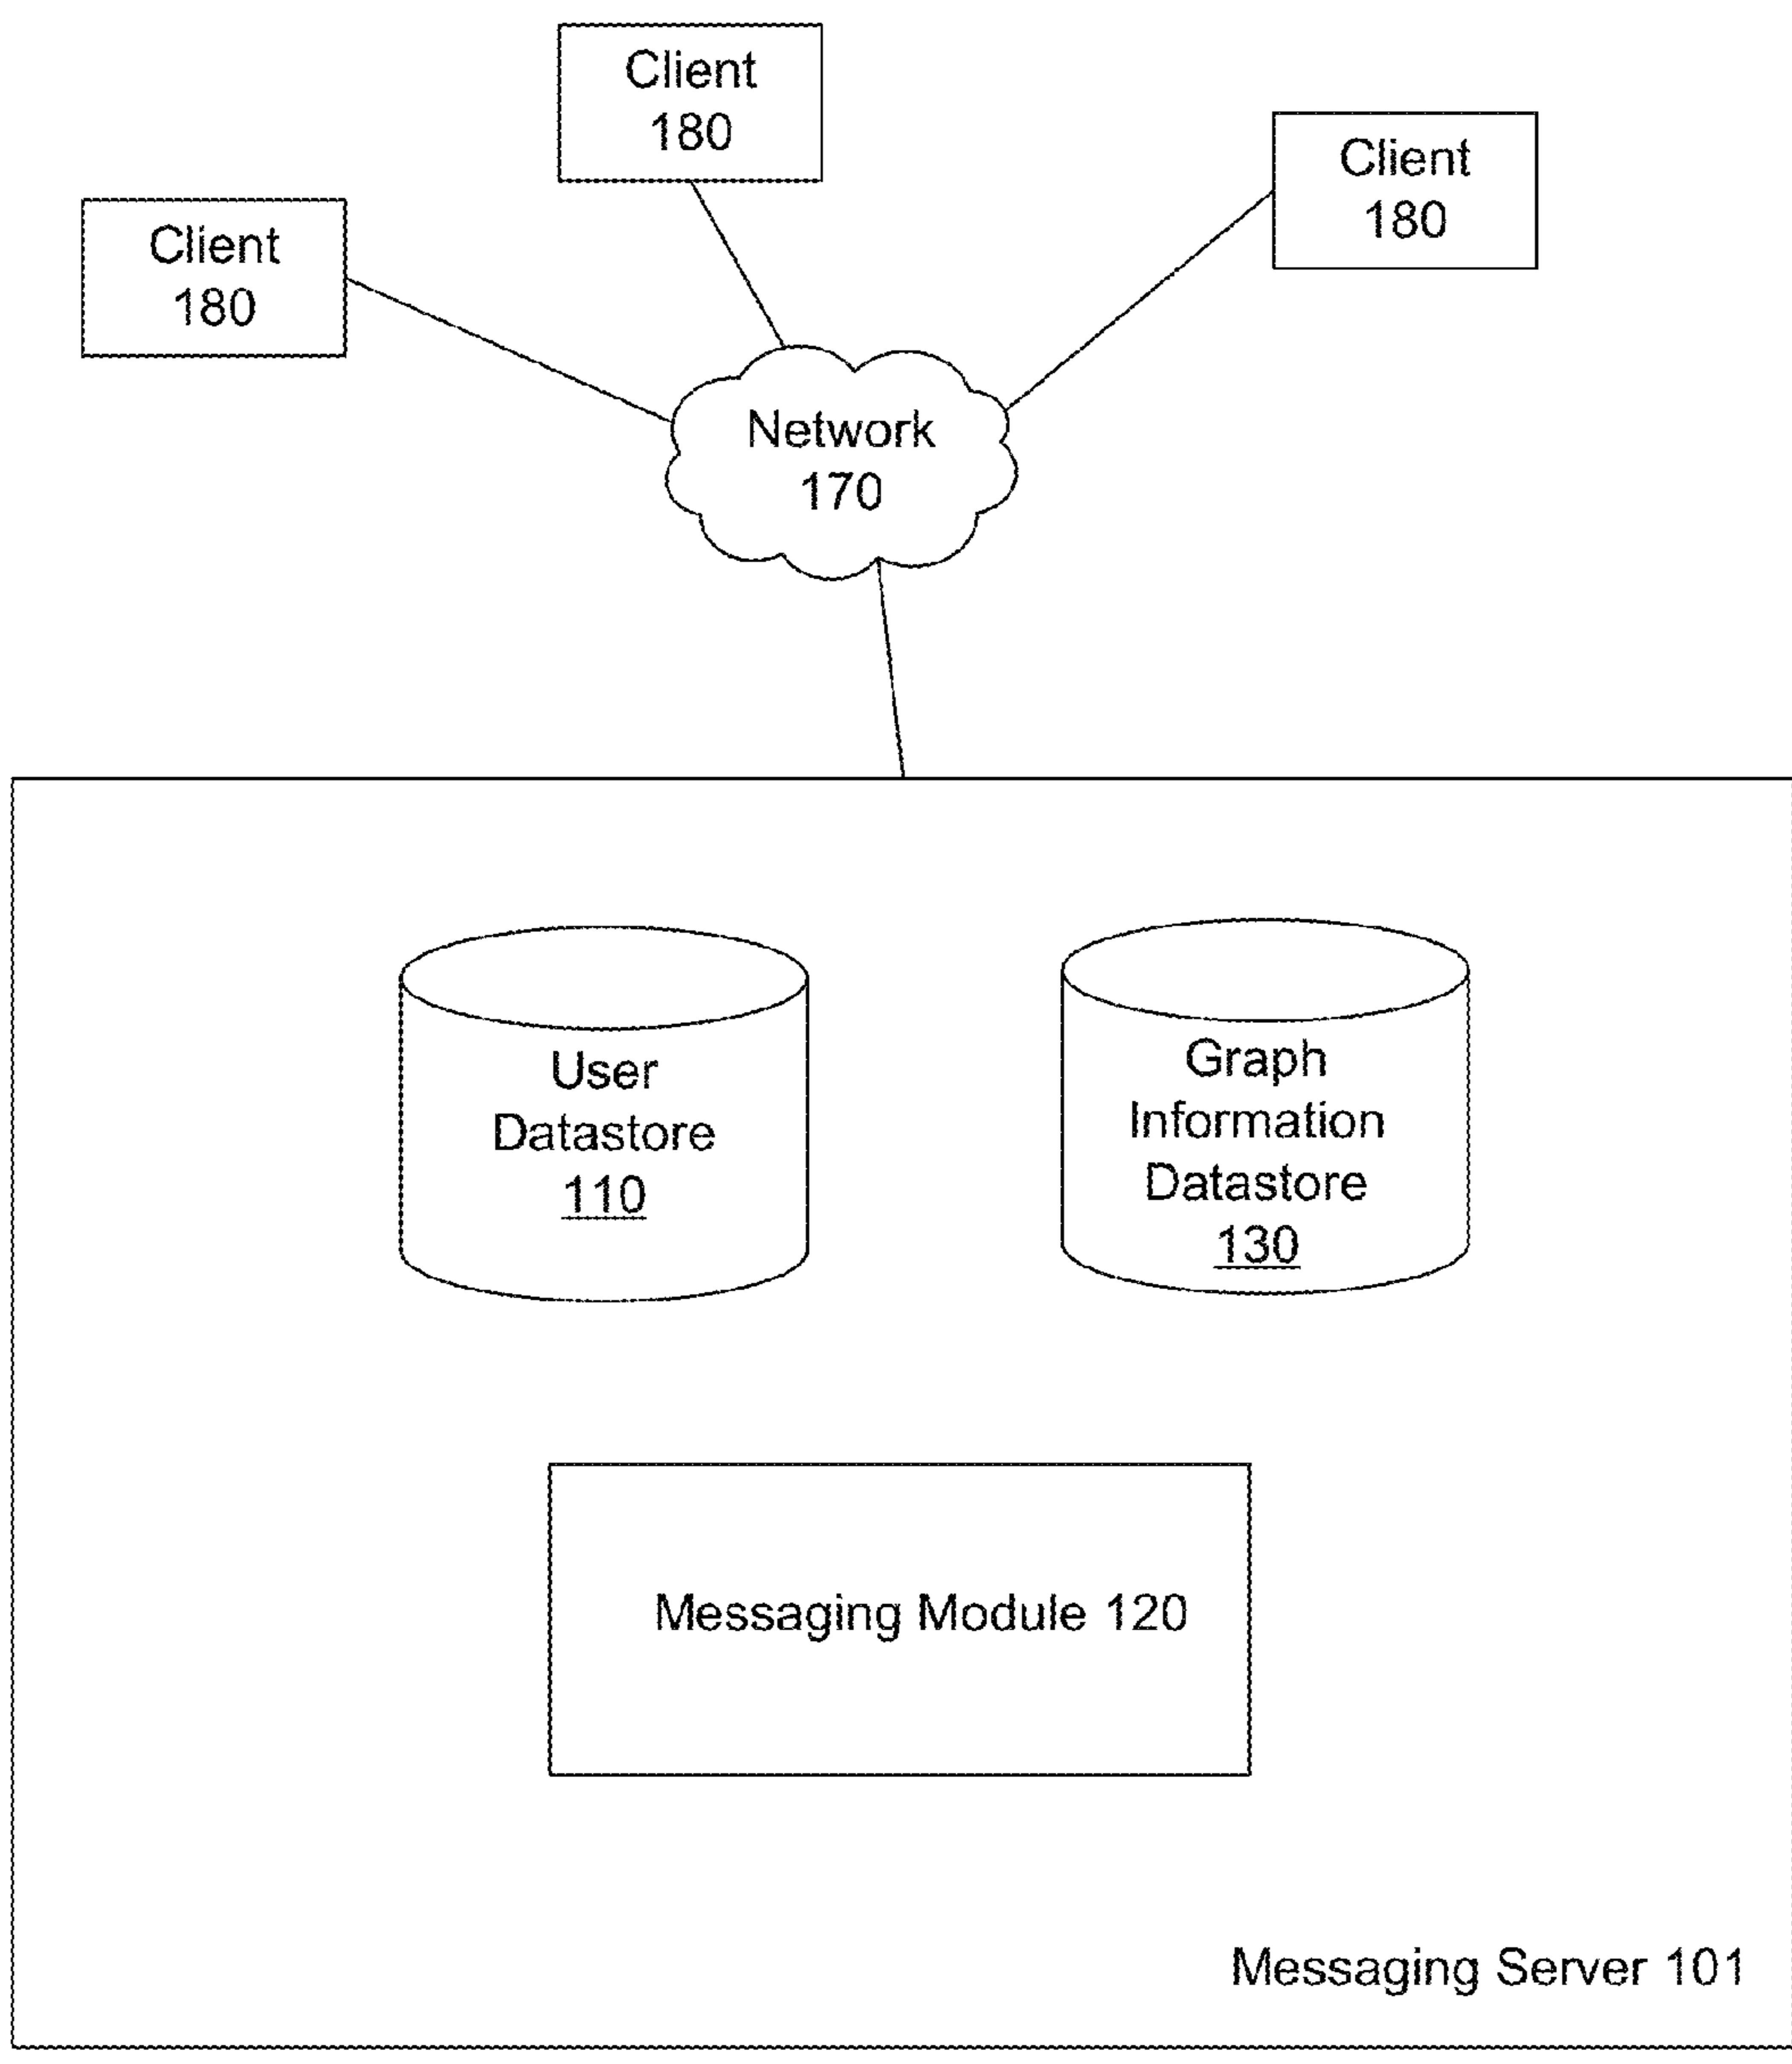 Client
180
Client
180
Client
180
Network
170
User
Datastore
110
Graph
Information
Datastore
130
Messaging Module 120
Messaging Server 101